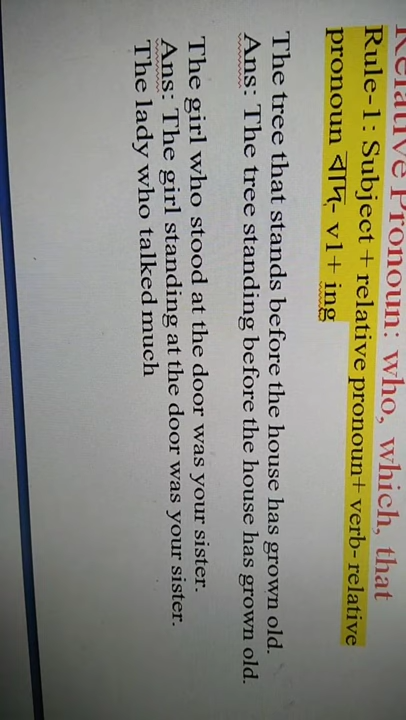 Relative Pronoun: who, which, that
Rule-1: Subject + relative pronoun+ verb- relative
pronoun বাদি- v1+ ing
The tree that stands before the house has grown old.
Ans: The tree standing before the house has grown old.
The girl who stood at the door was your sister.
Ans: The girl standing at the door was your sister.
The lady who talked much